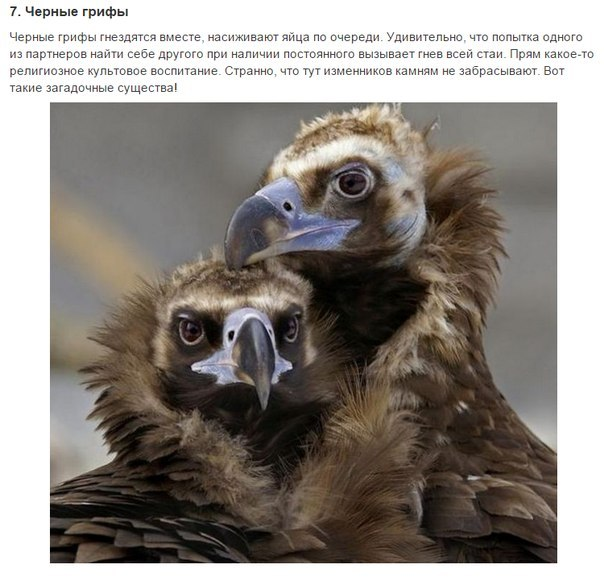 7. Черные грифы
Черные грифы гнездятся вместе, насиживают яйца по очереди. Удивительно, что попытка одного
из партнеров найти себе другого при наличии постоянного вызывает гнев всей стаи. Прям какое-то
религиозное культовое воспитание. Странно, что тут изменников камням не забрасывают. Вот
такие загадочные существа!